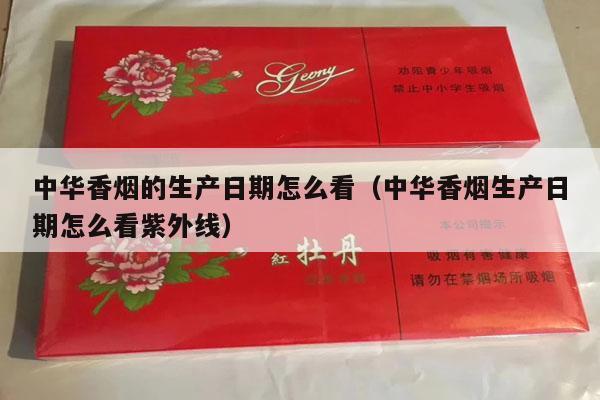 Geony
劝阻青少年吸烟
禁止中小学生吸烟
中华香烟的生产日期怎么看（中华香烟生产日
期怎么看紫外线）
本公司提示
紅牡丹
吸烟有害健康
请勿在禁烟场所吸烟